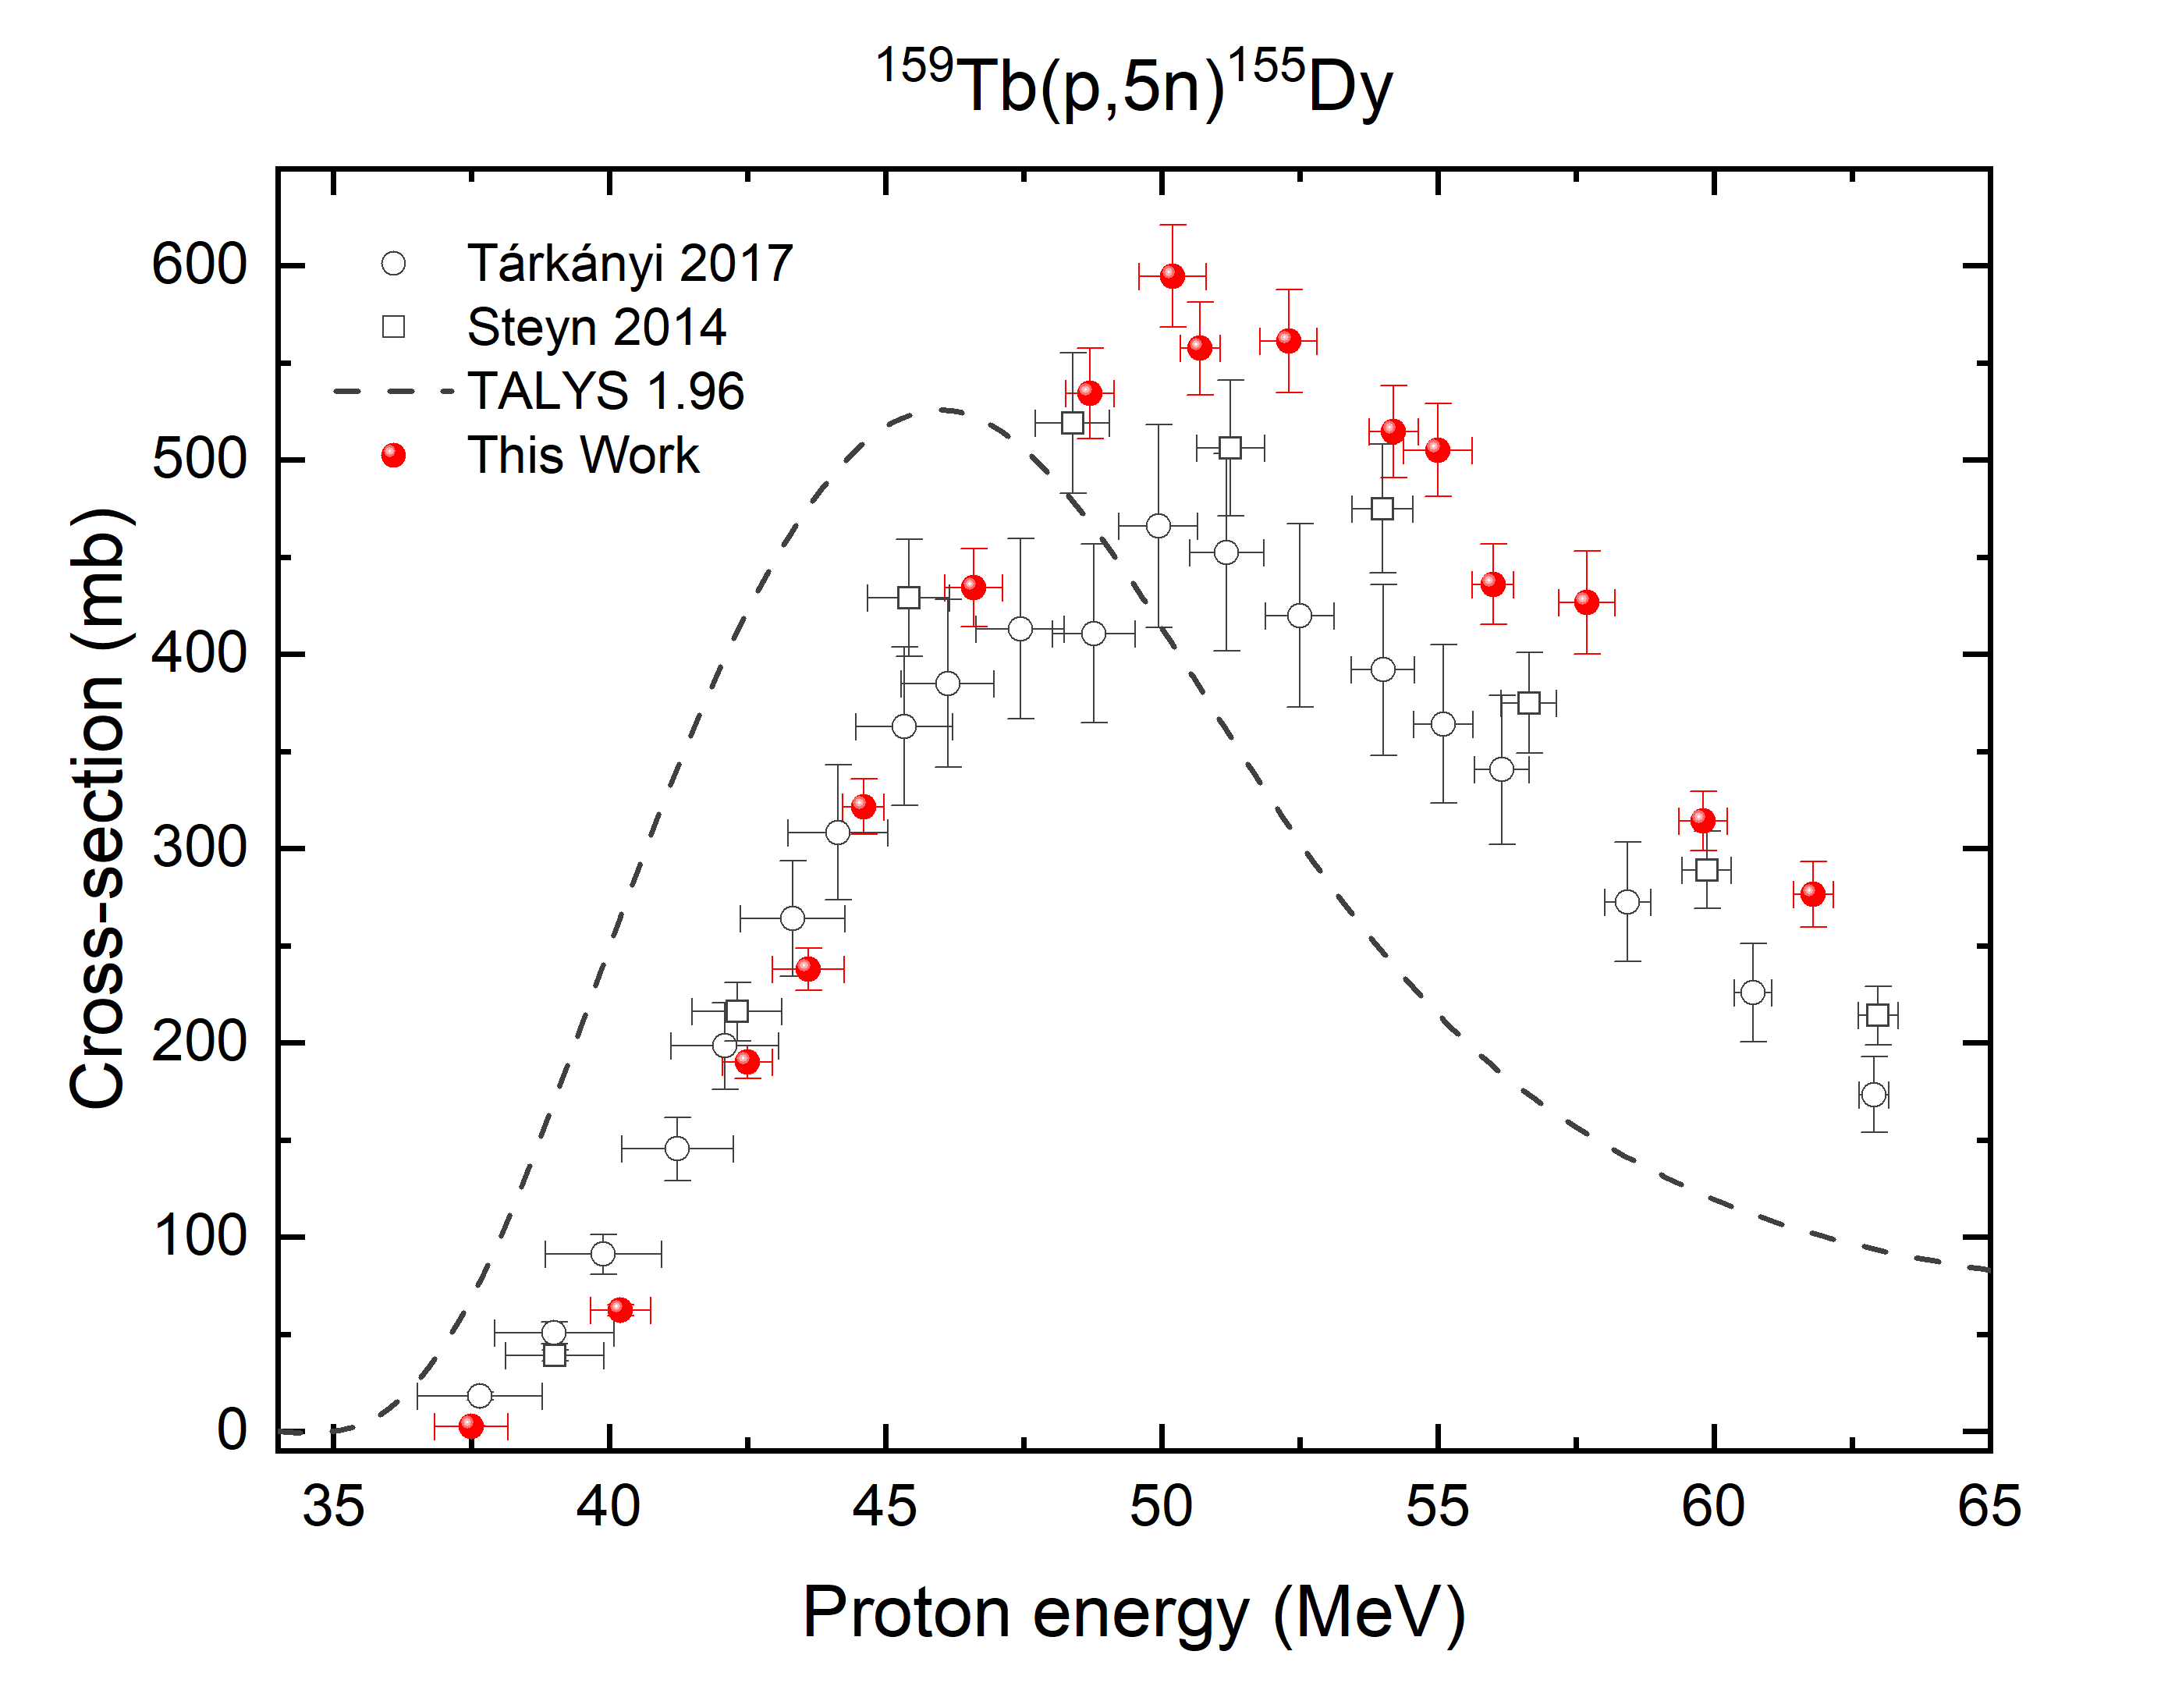 ¹⁵⁹Tb(p,5n)¹⁵⁵Dy
Tárkányi 2017
Steyn 2014
TALYS 1.96
This Work
600
500
400
300
200
100
0
Cross-section (mb)
35 40 45 50 55 60 65
Proton energy (MeV)